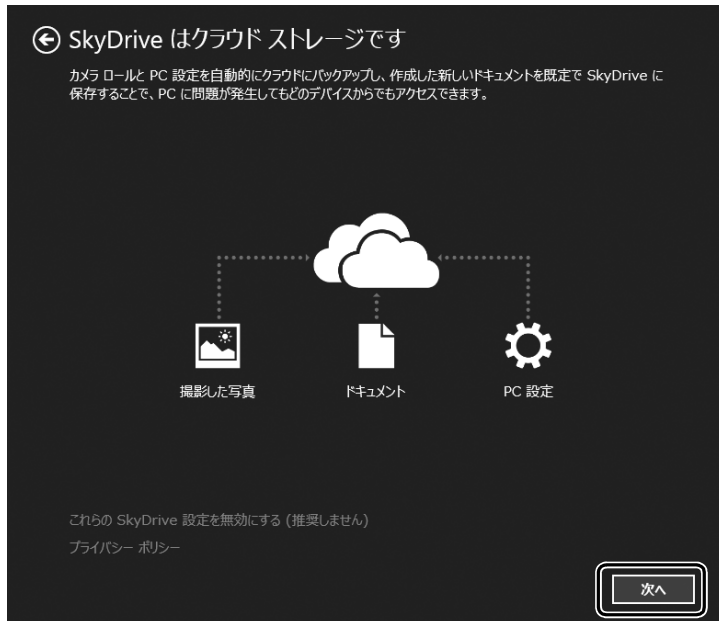 SkyDrive はクラウド ストレージです
カメラ ロールと PC 設定を自動的にクラウドにバックアップし、作成した新しいドキュメントを既定で SkyDrive に
保存することで、PC に問題が発生してもどのデバイスからでもアクセスできます。
撮影した写真
ドキュメント
PC 設定
これらの SkyDrive 設定を無効にする (推奨しません)
プライバシー ポリシー
次へ